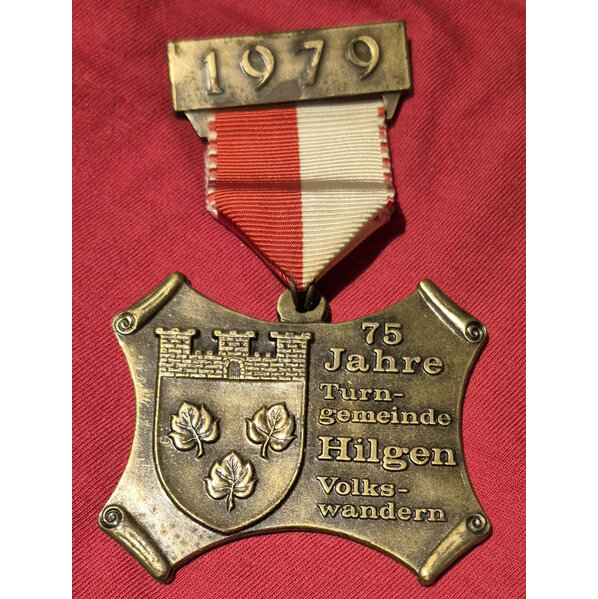 1979
75
Jahre
Turn-
gemeinde
Hilgen
Volks-
wandern